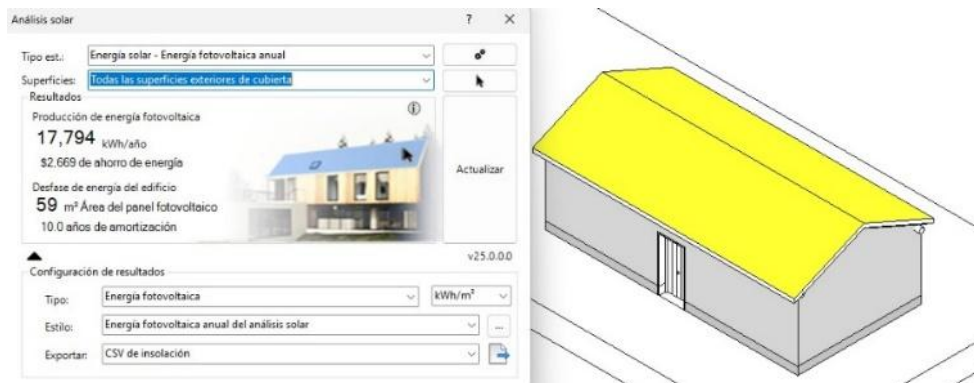 Análisis solar
Tipo est.: Energía solar - Energía fotovoltaica anual
Superficies: Todas las superficies exteriores de cubierta
Resultados
Producción de energía fotovoltaica
17,794 kWh/año
$2.669 de ahorro de energía
Desfase de energía del edificio
59 m² Área del panel fotovoltaico
10.0 años de amortización
Actualizar
v25.0.0.0
Configuración de resultados
Tipo: Energía fotovoltaica kWh/m²
Estilo: Energía fotovoltaica anual del análisis solar ...
Exportar: CSV de insolación